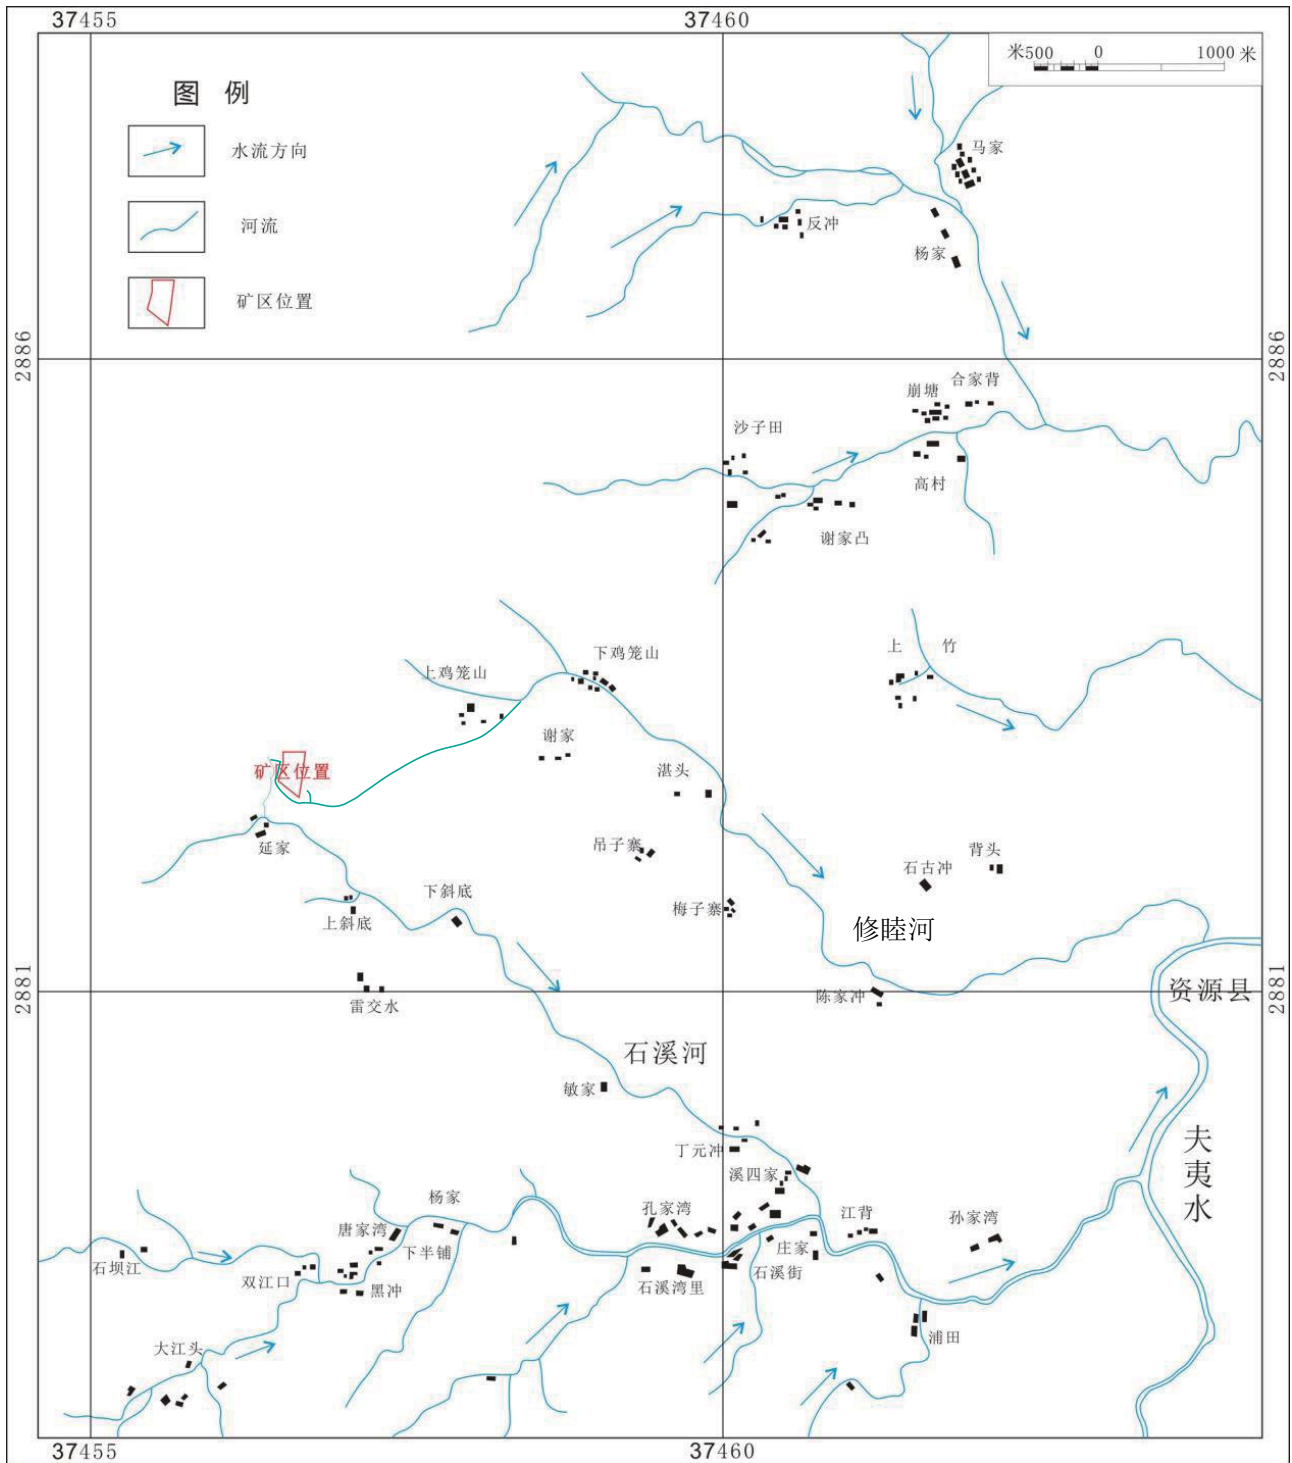 37455
37460
米500 0 1000米
图 例
水流方向
河流
矿区位置
马家
反冲
杨家
2886
2886
合家背
崩塘
沙子田
高村
谢家凸
上 竹
下鸡笼山
上鸡笼山
谢家
矿区位置
湛头
延家
吊子寨
背头
石古冲
下斜底
上斜底
梅子寨
修睦河
2881
2881
资源县
雷交水
陈家冲
石溪河
敏家
丁元冲
夫夷水
溪四家
杨家
孔家湾
江背
孙家湾
唐家湾
下半铺
庄家
石坝江
双江口
黑冲
石溪湾里
石溪街
浦田
大江头
37455
37460